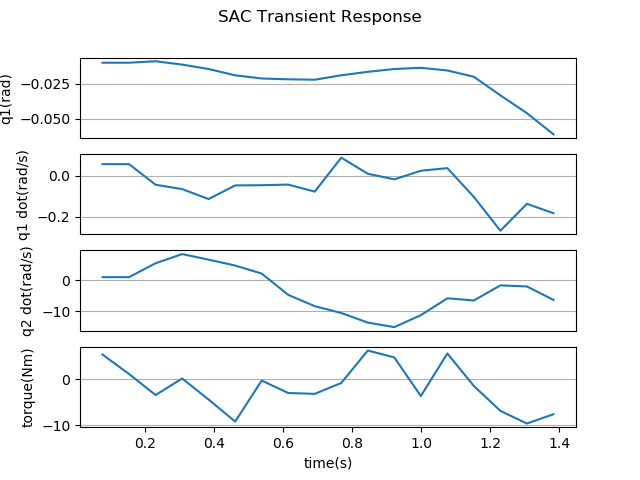 SAC Transient Response
q1(rad)
−0.025
−0.050
q1 dot(rad/s)
0.0
−0.2
q2 dot(rad/s)
0
−10
torque(Nm)
0
−10
0.2 0.4 0.6 0.8 1.0 1.2 1.4
time(s)